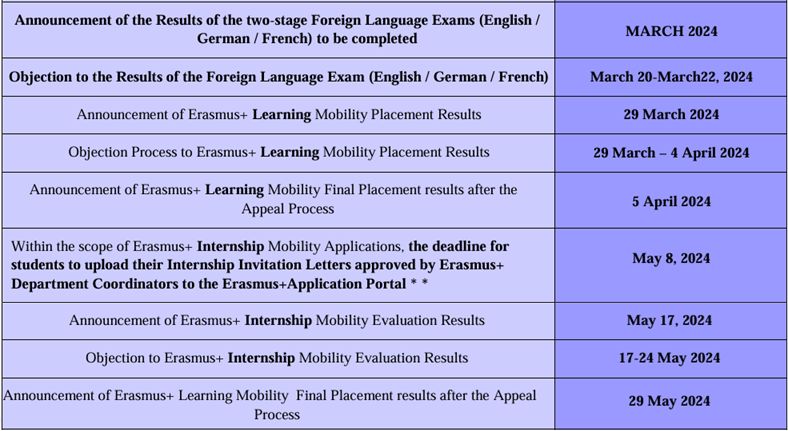 Announcement of the Results of the two-stage Foreign Language Exams (English /
German / French) to be completed
MARCH 2024
Objection to the Results of the Foreign Language Exam (English / German / French)
March 20-March22, 2024
Announcement of Erasmus+ Learning Mobility Placement Results
29 March 2024
Objection Process to Erasmus+ Learning Mobility Placement Results
29 March – 4 April 2024
Announcement of Erasmus+ Learning Mobility Final Placement results after the
Appeal Process
5 April 2024
Within the scope of Erasmus+ Internship Mobility Applications, the deadline for
students to upload their Internship Invitation Letters approved by Erasmus+
Department Coordinators to the Erasmus+Application Portal * *
May 8, 2024
Announcement of Erasmus+ Internship Mobility Evaluation Results
May 17, 2024
Objection to Erasmus+ Internship Mobility Evaluation Results
17-24 May 2024
Announcement of Erasmus+ Learning Mobility Final Placement results after the Appeal
Process
29 May 2024